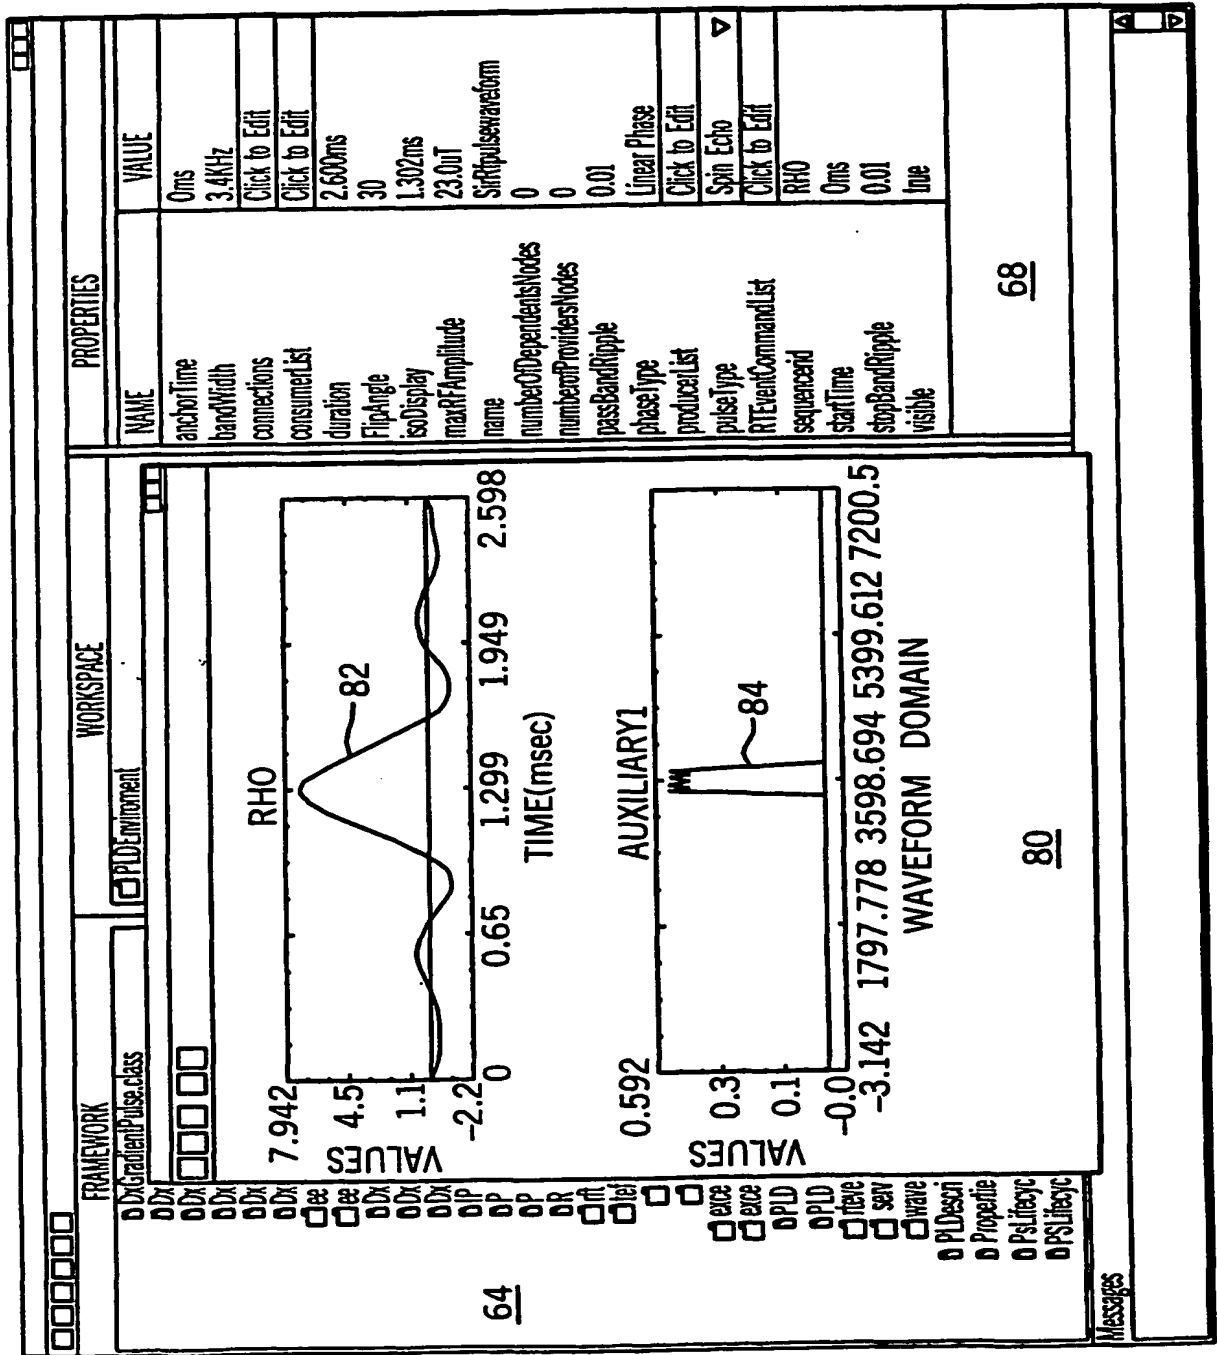 FRAMEWORK
WORKSPACE
PROPERTIES
DxGradientPulse.class
Dx
Dx
Dx
Dx
Dx
ee
ee
Dx
Dx
Dx
IP
P
P
R
rt
tef
exce
exce
PLD
PLD
rteve
serv
wave
PLDescri
Propertie
PsLifecyc
PSLifecyc
64
PLDEnviroment
RHO
7.942
4.5
1.1
-2.2
VALUES
0
0.65
1.299
1.949
2.598
TIME(msec)
82
AUXILIARY1
0.592
0.3
0.1
-0.0
VALUES
-3.142 1797.778 3598.694 5399.612 7200.5
WAVEFORM DOMAIN
84
80
NAME VALUE
anchorTime 0ms
bandWidth 3.4KHz
connections Click to Edit
consumerList Click to Edit
duration 2.600ms
FlipAngle 30
isoDisplay 1.302ms
maxRFAmplitude 23.0uT
name SirRfpulsewaveform
numberOfDependentsNodes 0
numberofProvidersNodes 0
passBandRipple 0.01
phaseType Linear Phase
producerList Click to Edit
pulseType Spin Echo
RTEventCommandList Click to Edit
sequencerid RHO
startTime 0ms
stopBandRipple 0.01
visible true
68
Messages